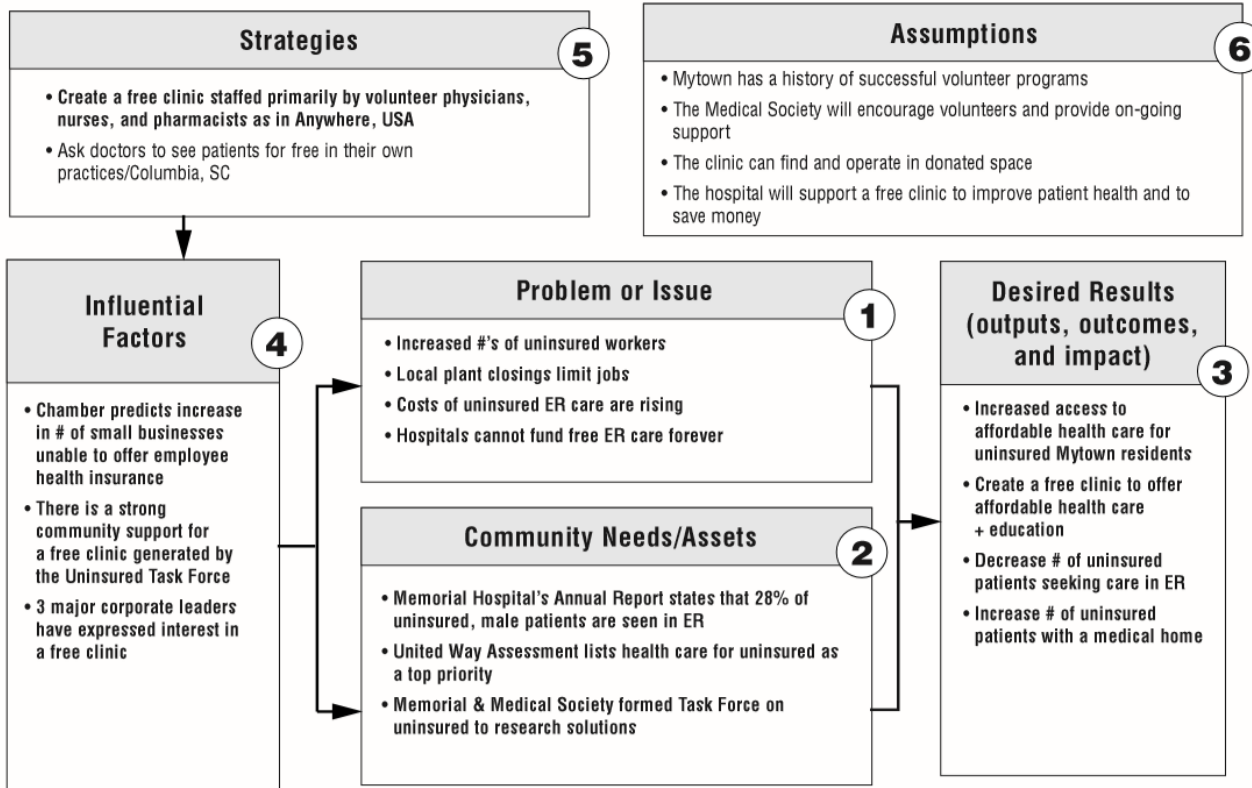 Strategies
5
• Create a free clinic staffed primarily by volunteer physicians,
nurses, and pharmacists as in Anywhere, USA
• Ask doctors to see patients for free in their own
practices/Columbia, SC
Assumptions
6
• Mytown has a history of successful volunteer programs
• The Medical Society will encourage volunteers and provide on-going
support
• The clinic can find and operate in donated space
• The hospital will support a free clinic to improve patient health and to
save money
Influential
Factors
4
• Chamber predicts increase
in # of small businesses
unable to offer employee
health insurance
• There is a strong
community support for
a free clinic generated by
the Uninsured Task Force
• 3 major corporate leaders
have expressed interest in
a free clinic
Problem or Issue
1
• Increased #'s of uninsured workers
• Local plant closings limit jobs
• Costs of uninsured ER care are rising
• Hospitals cannot fund free ER care forever
Community Needs/Assets
2
• Memorial Hospital's Annual Report states that 28% of
uninsured, male patients are seen in ER
• United Way Assessment lists health care for uninsured as
a top priority
• Memorial & Medical Society formed Task Force on
uninsured to research solutions
Desired Results
(outputs, outcomes,
and impact)
3
• Increased access to
affordable health care for
uninsured Mytown residents
• Create a free clinic to offer
affordable health care
+ education
• Decrease # of uninsured
patients seeking care in ER
• Increase # of uninsured
patients with a medical home